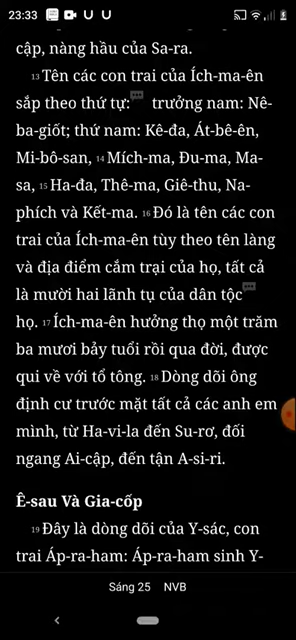 23:33
cập, nàng hầu của Sa-ra.
13 Tên các con trai của Ích-ma-ên
sắp theo thứ tự: trưởng nam: Nê-
ba-giốt; thứ nam: Kê-đa, Át-bê-ên,
Mi-bô-san, 14 Mích-ma, Đu-ma, Ma-
sa, 15 Ha-đa, Thê-ma, Giê-thu, Na-
phích và Kết-ma. 16 Đó là tên các con
trai của Ích-ma-ên tùy theo tên làng
và địa điểm cắm trại của họ, tất cả
là mười hai lãnh tụ của dân tộc
họ. 17 Ích-ma-ên hưởng thọ một trăm
ba mươi bảy tuổi rồi qua đời, được
qui về với tổ tông. 18 Dòng dõi ông
định cư trước mặt tất cả các anh em
mình, từ Ha-vi-la đến Su-rơ, đối
ngang Ai-cập, đến tận A-si-ri.
Ê-sau Và Gia-cốp
19 Đây là dòng dõi của Y-sác, con
trai Áp-ra-ham: Áp-ra-ham sinh Y-
Sáng 25 NVB